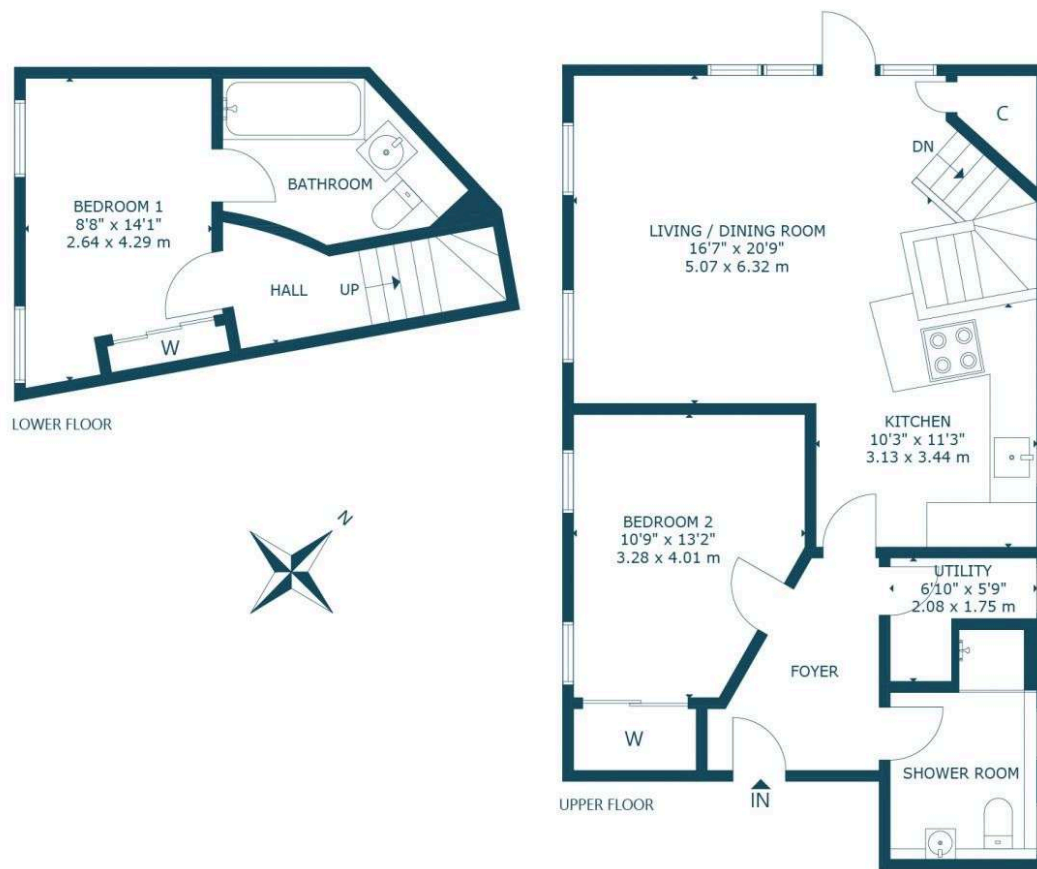 BEDROOM 1
8'8" x 14'1"
2.64 x 4.29 m
BATHROOM
HALL
UP
W
LOWER FLOOR
N
C
DN
LIVING / DINING ROOM
16'7" x 20'9"
5.07 x 6.32 m
KITCHEN
10'3" x 11'3"
3.13 x 3.44 m
BEDROOM 2
10'9" x 13'2"
3.28 x 4.01 m
UTILITY
6'10" x 5'9"
2.08 x 1.75 m
FOYER
W
SHOWER ROOM
UPPER FLOOR
IN